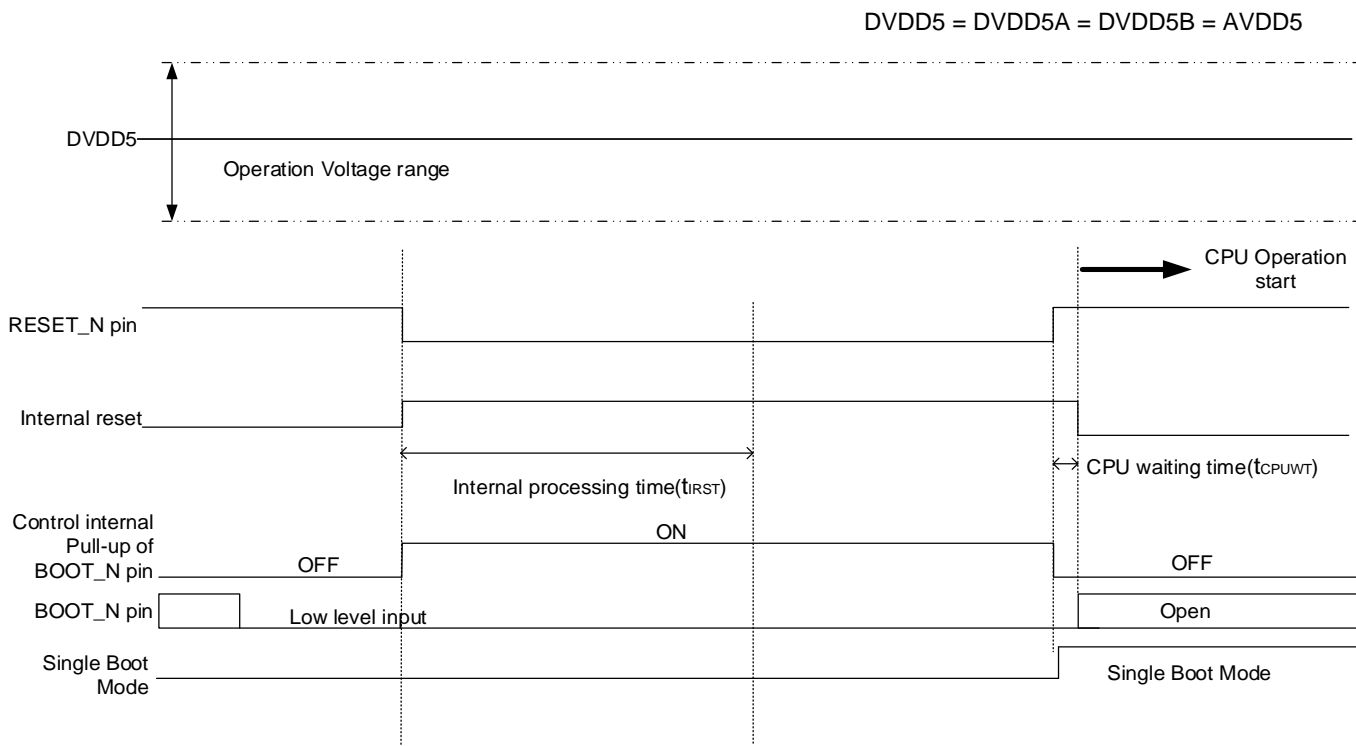 DVDD5 = DVDD5A = DVDD5B = AVDD5
DVDD5
Operation Voltage range
CPU Operation
start
RESET_N pin
Internal reset
Internal processing time(tIRST)
CPU waiting time(tCPUWT)
Control internal
Pull-up of
BOOT_N pin
OFF
ON
OFF
BOOT_N pin
Low level input
Open
Single Boot
Mode
Single Boot Mode